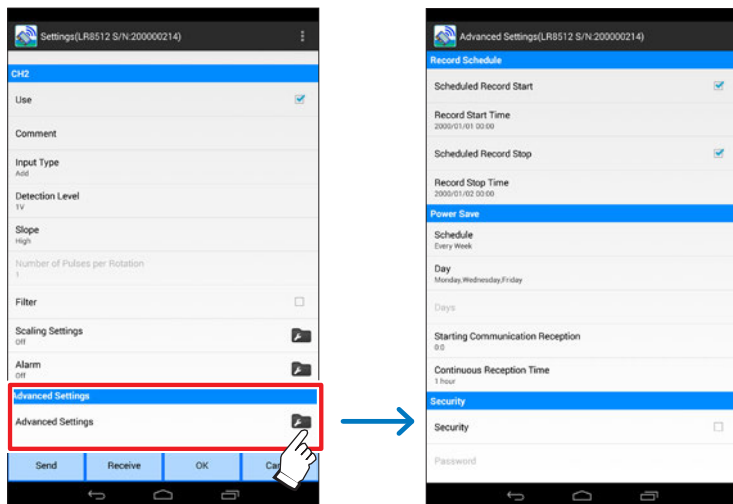 Settings(LR8512 S/N:200000214)
CH2
Use
Comment
Input Type
Add
Detection Level
1V
Slope
High
Number of Pulses per Rotation
1
Filter
Scaling Settings
Off
Alarm
Off
Advanced Settings
Advanced Settings
Send Receive OK
Advanced Settings(LR8512 S/N:200000214)
Record Schedule
Scheduled Record Start
Record Start Time
2000/01/01 00:00
Scheduled Record Stop
Record Stop Time
2000/01/02 00:00
Power Save
Schedule
Every Week
Day
Monday,Wednesday,Friday
Days
Starting Communication Reception
0:0
Continuous Reception Time
1 hour
Security
Security
Password